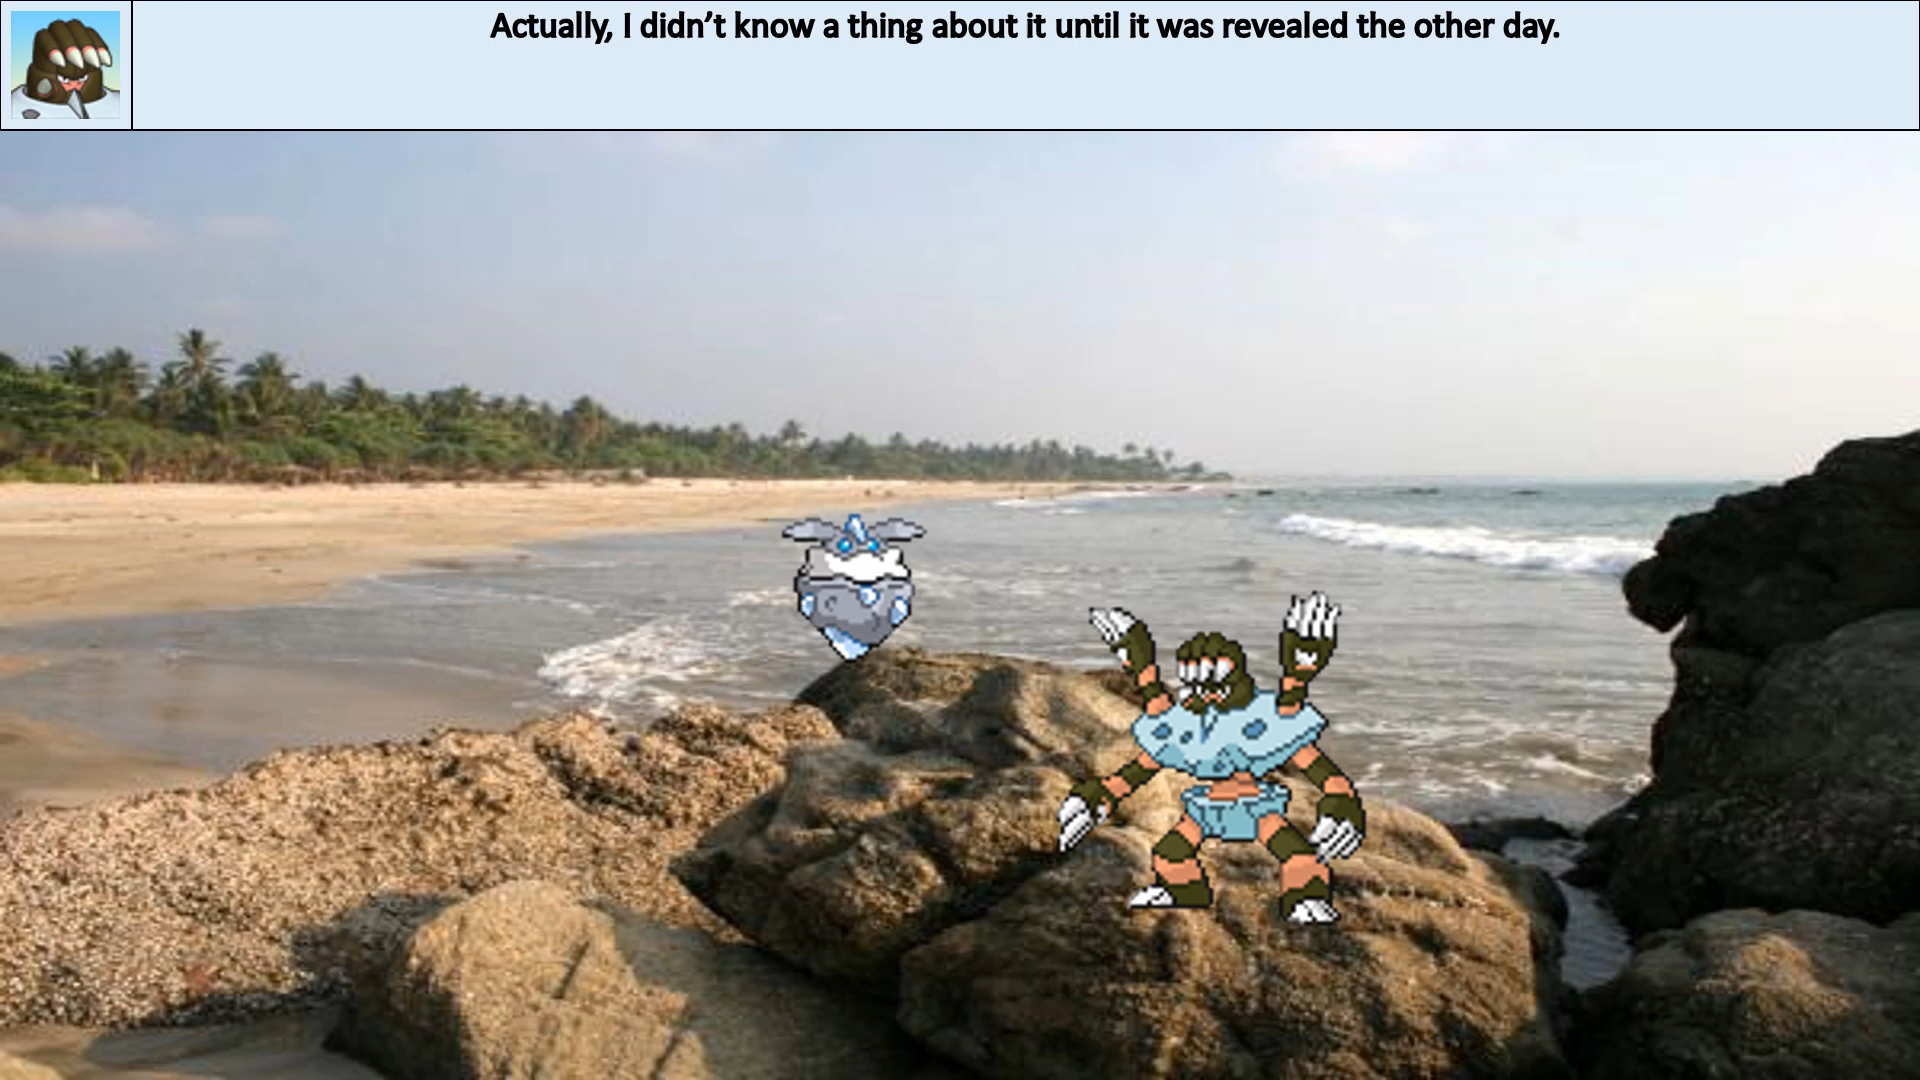 Actually, I didn’t know a thing about it until it was revealed the other day.